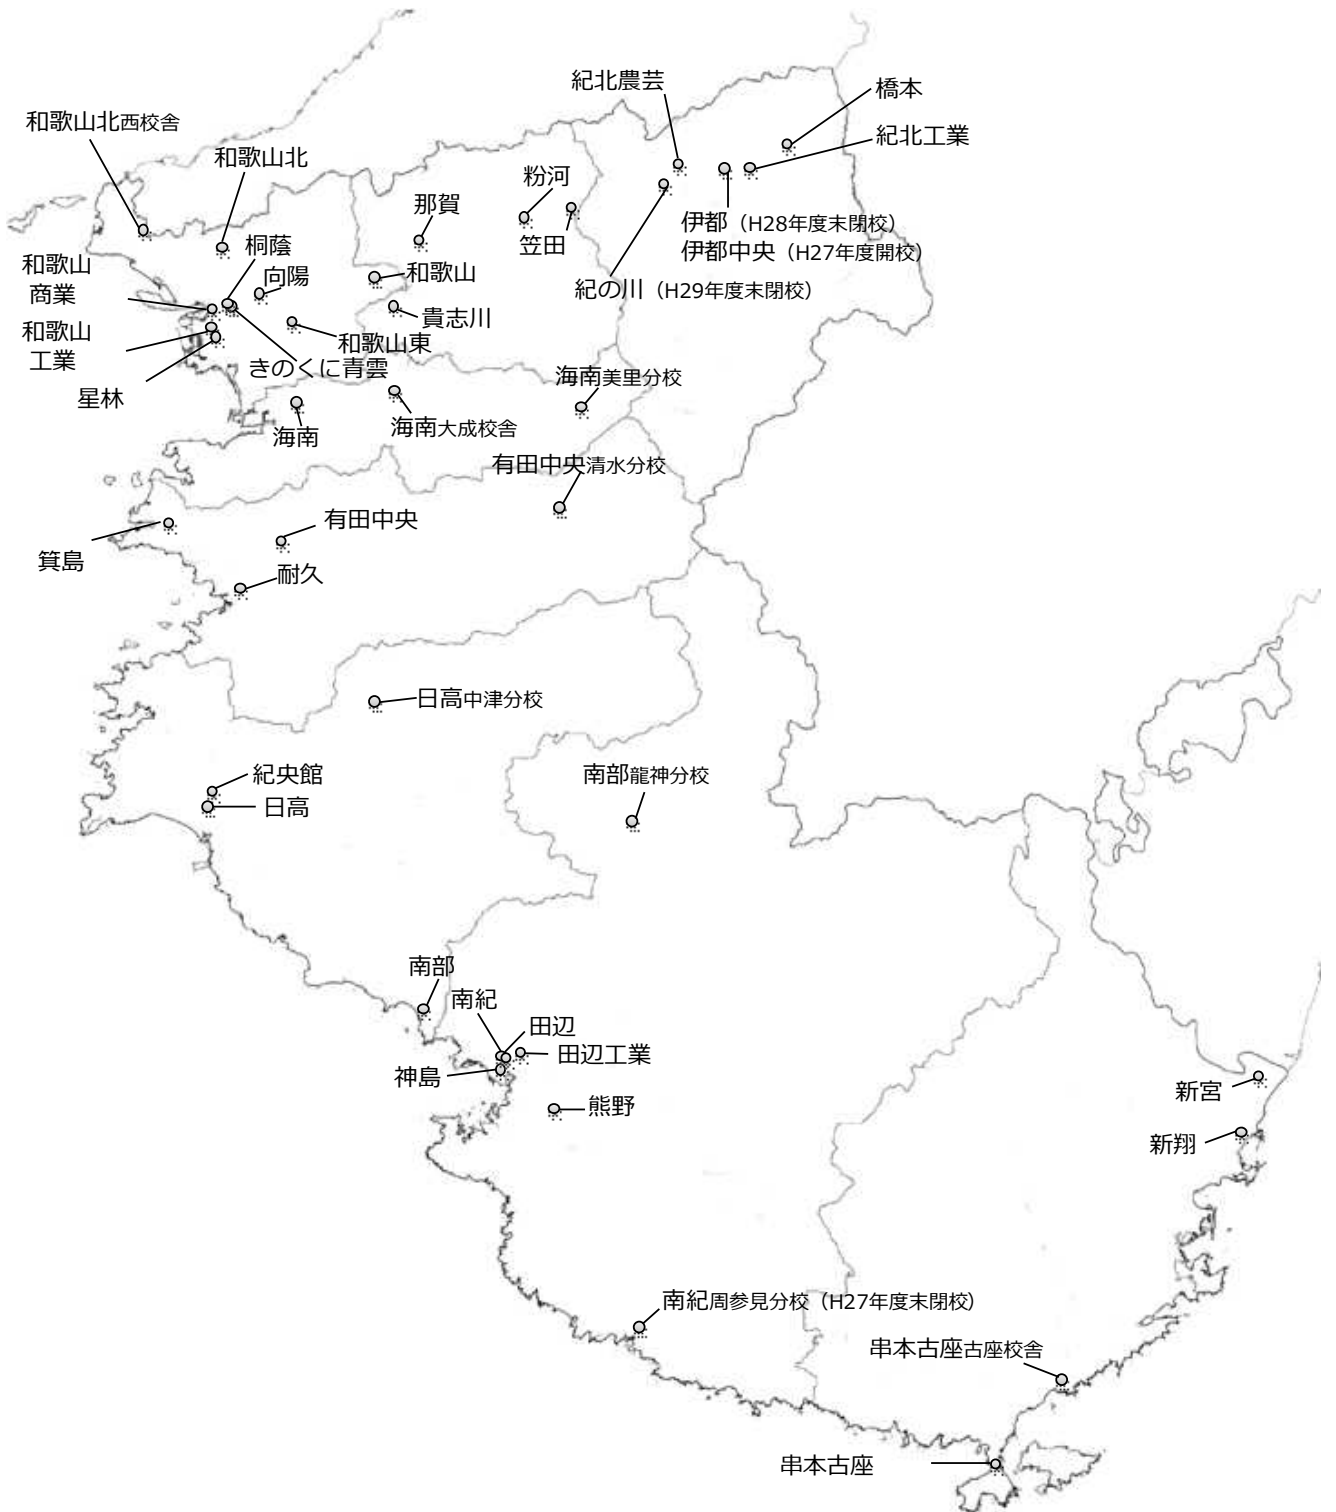 紀北農芸
橋本
和歌山北西校舎
紀北工業
和歌山北
粉河
那賀
伊都（H28年度末閉校）
笠田
桐蔭
伊都中央（H27年度開校）
和歌山
商業
向陽
和歌山
紀の川（H29年度末閉校）
貴志川
和歌山
工業
和歌山東
きのくに青雲
海南美里分校
星林
海南大成校舎
海南
有田中央清水分校
有田中央
箕島
耐久
日高中津分校
紀央館
南部龍神分校
日高
南部
南紀
田辺
田辺工業
神島
新宮
熊野
新翔
南紀周参見分校（H27年度末閉校）
串本古座古座校舎
串本古座